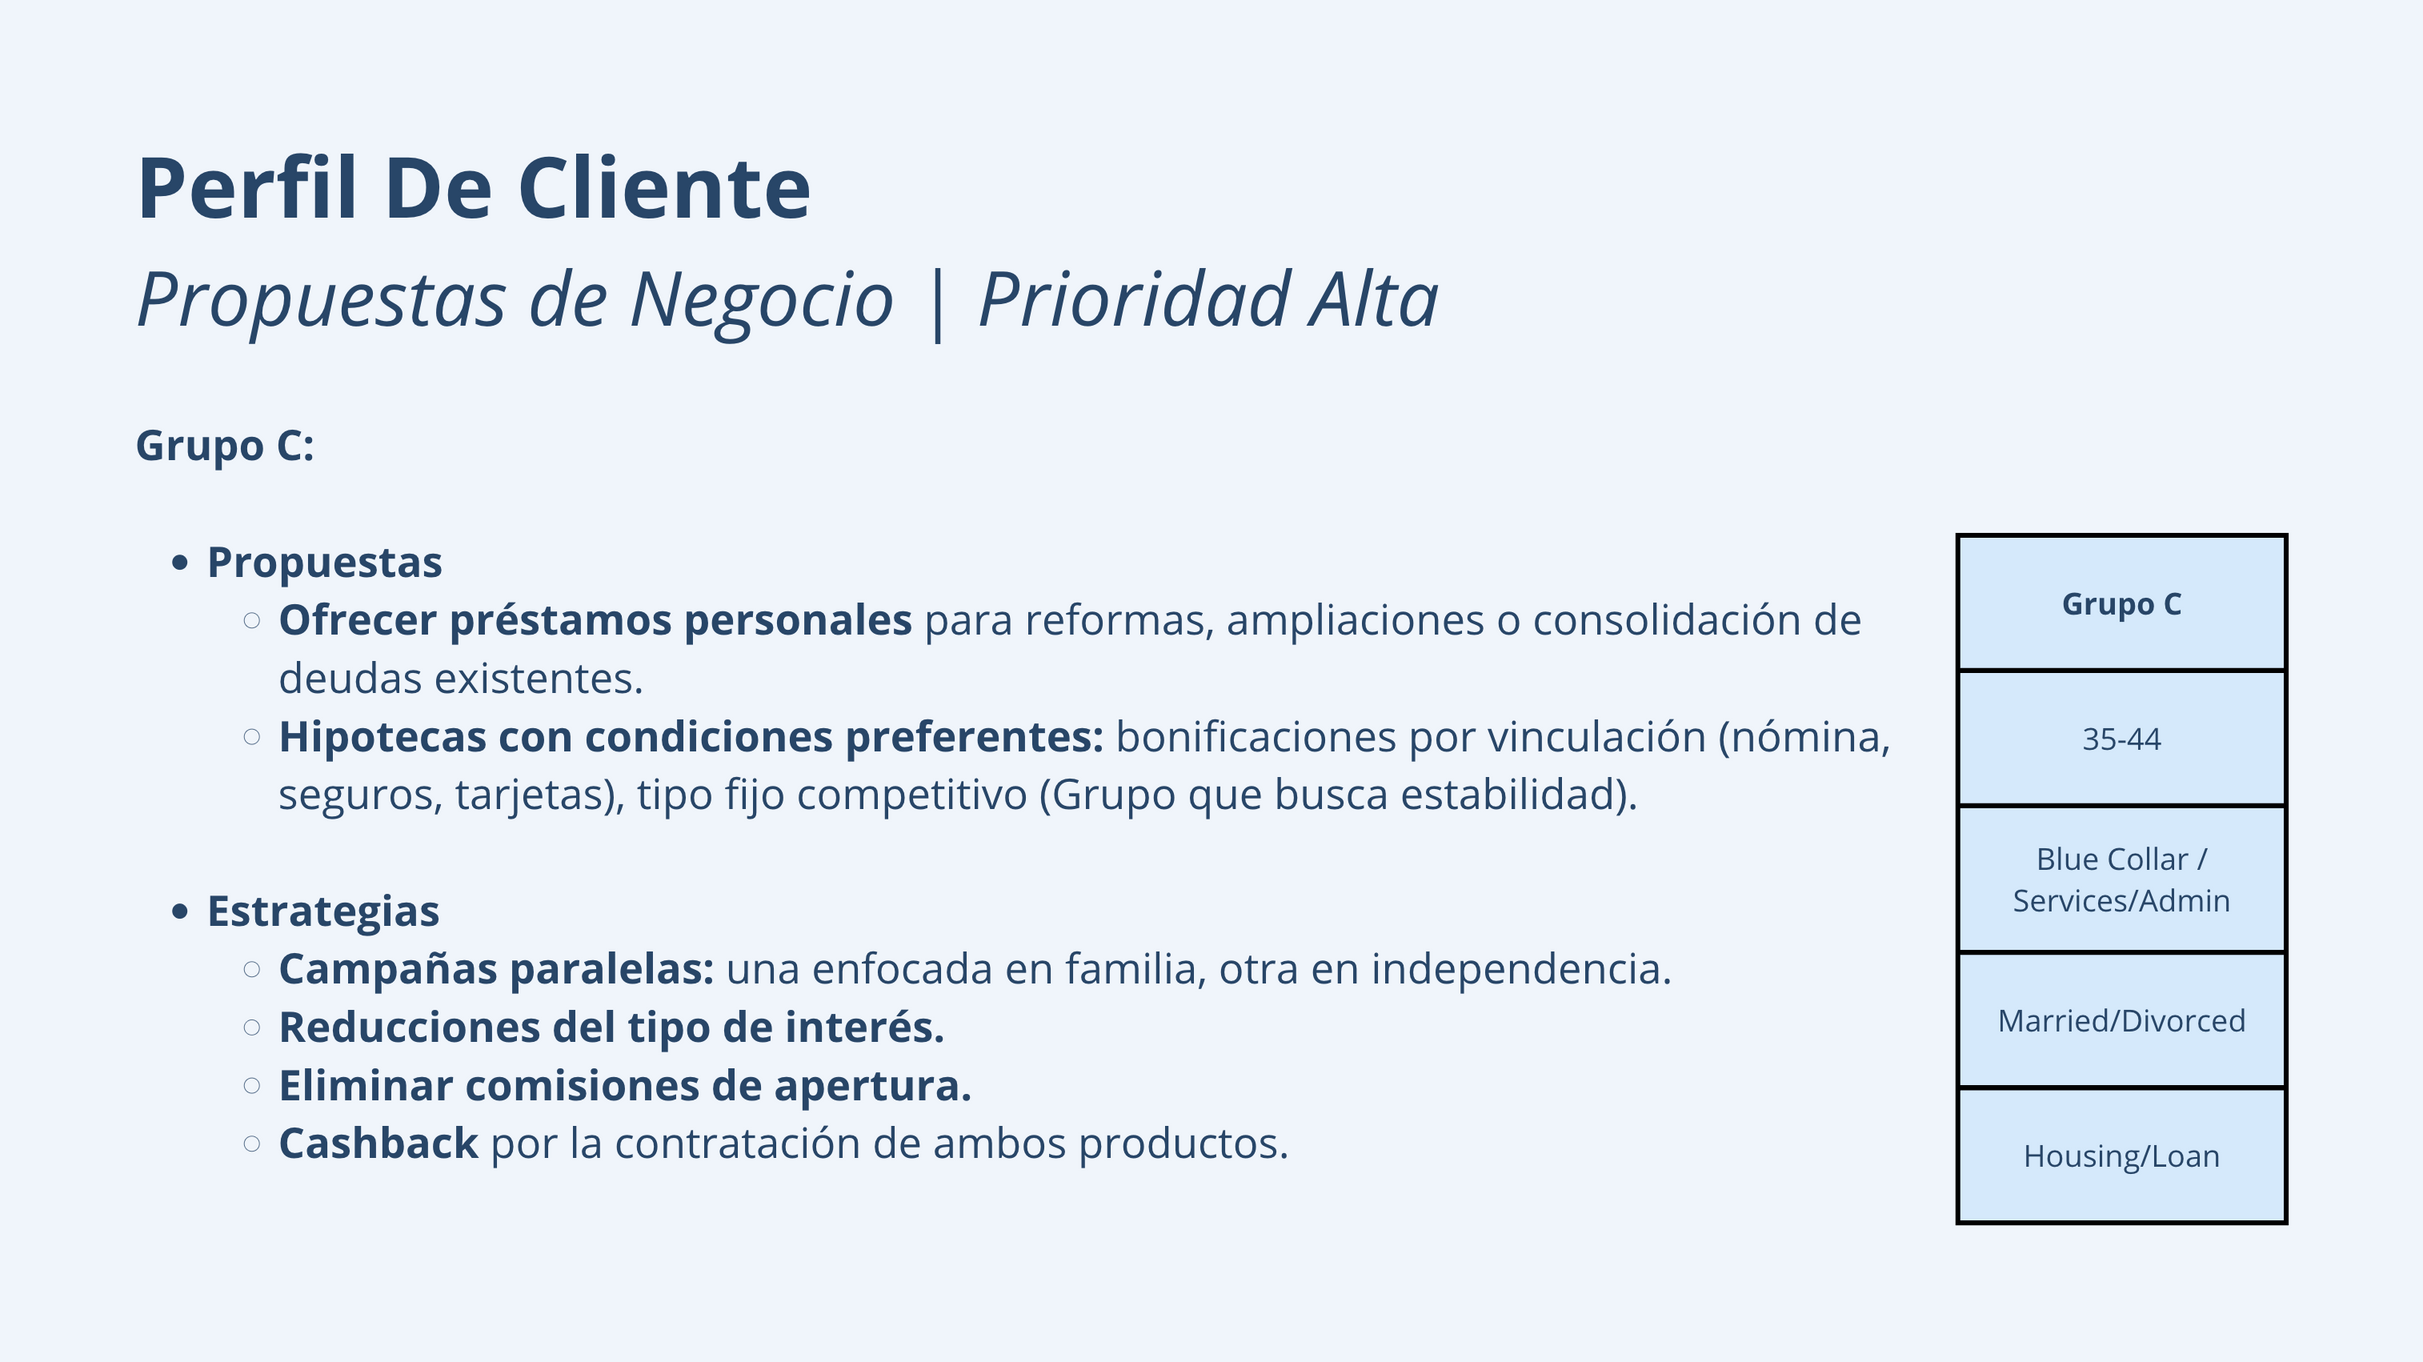 Perfil De Cliente
Propuestas de Negocio | Prioridad Alta
Grupo C:
• Propuestas
○ Ofrecer préstamos personales para reformas, ampliaciones o consolidación de
deudas existentes.
○ Hipotecas con condiciones preferentes: bonificaciones por vinculación (nómina,
seguros, tarjetas), tipo fijo competitivo (Grupo que busca estabilidad).
• Estrategias
○ Campañas paralelas: una enfocada en familia, otra en independencia.
○ Reducciones del tipo de interés.
○ Eliminar comisiones de apertura.
○ Cashback por la contratación de ambos productos.
Grupo C
35-44
Blue Collar /
Services/Admin
Married/Divorced
Housing/Loan